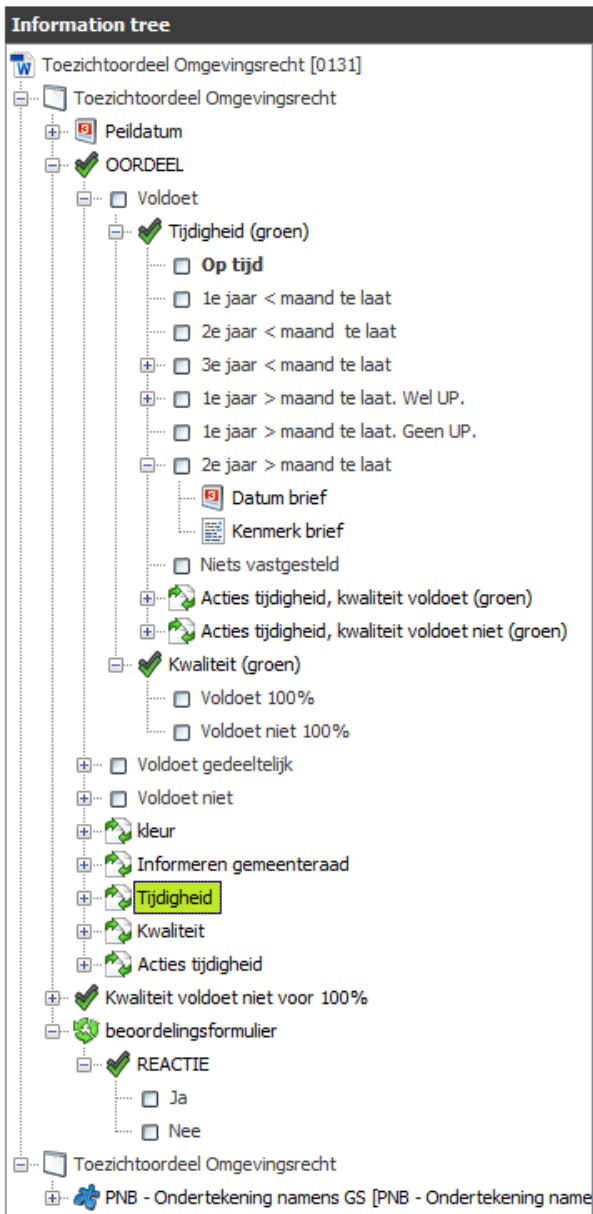 Information tree
Toezichtoordeel Omgevingsrecht [0131]
Toezichtoordeel Omgevingsrecht
Peildatum
OORDEEL
Voldoet
Tijdigheid (groen)
Op tijd
1e jaar < maand te laat
2e jaar < maand  te laat
3e jaar < maand te laat
1e jaar > maand te laat. Wel UP.
1e jaar > maand te laat. Geen UP.
2e jaar > maand te laat
Datum brief
Kenmerk brief
Niets vastgesteld
Acties tijdigheid, kwaliteit voldoet (groen)
Acties tijdigheid, kwaliteit voldoet niet (groen)
Kwaliteit (groen)
Voldoet 100%
Voldoet niet 100%
Voldoet gedeeltelijk
Voldoet niet
kleur
Informeren gemeenteraad
Tijdigheid
Kwaliteit
Acties tijdigheid
Kwaliteit voldoet niet voor 100%
beoordelingsformulier
REACTIE
Ja
Nee
Toezichtoordeel Omgevingsrecht
PNB - Ondertekening namens GS [PNB - Ondertekening name